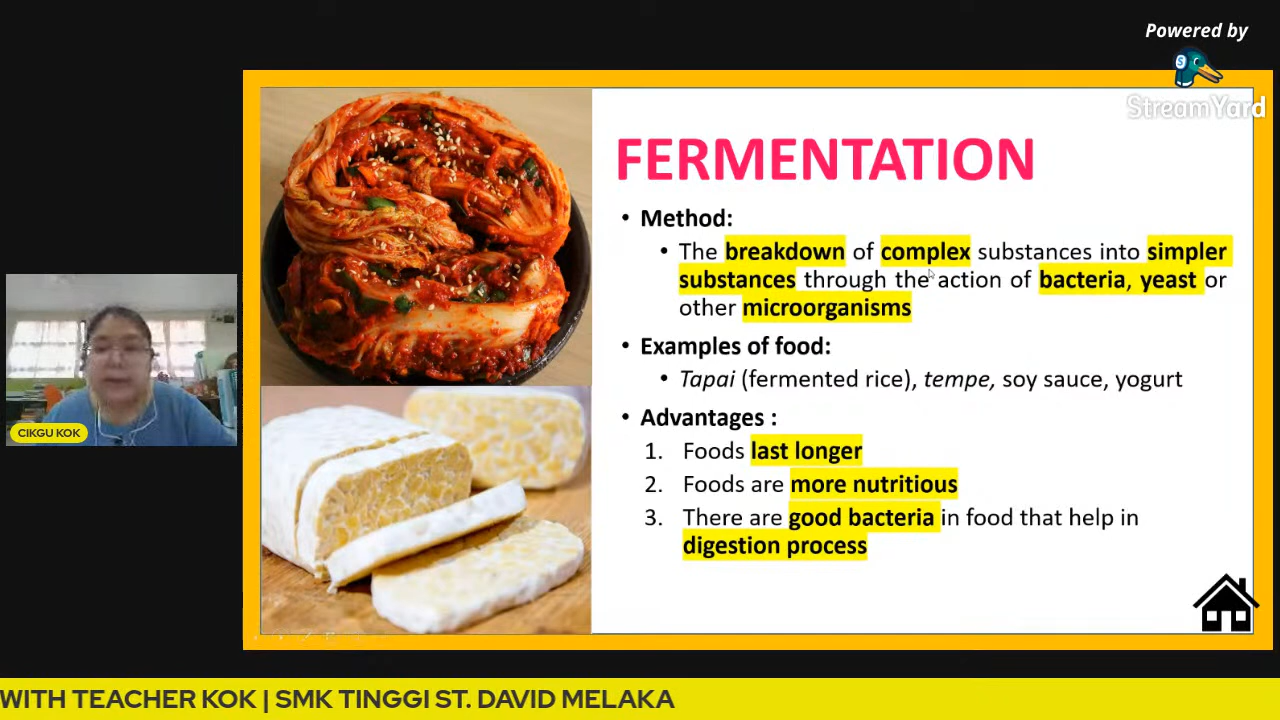 Powered by
StreamYard
FERMENTATION
• Method:
• The breakdown of complex substances into simpler
substances through the action of bacteria, yeast or
other microorganisms
• Examples of food:
• Tapai (fermented rice), tempe, soy sauce, yogurt
• Advantages :
1. Foods last longer
2. Foods are more nutritious
3. There are good bacteria in food that help in
digestion process
CIKGU KOK
WITH TEACHER KOK | SMK TINGGI ST. DAVID MELAKA